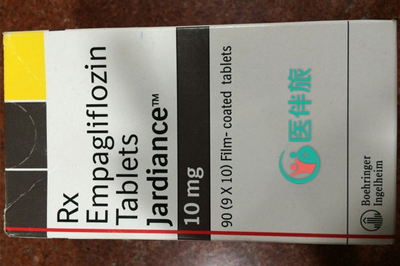 Rx
Empagliflozin
Tablets
Jardiance™
10 mg
90 (9 X 10) Film- coated tablets
医伴旅
Boehringer
Ingelheim